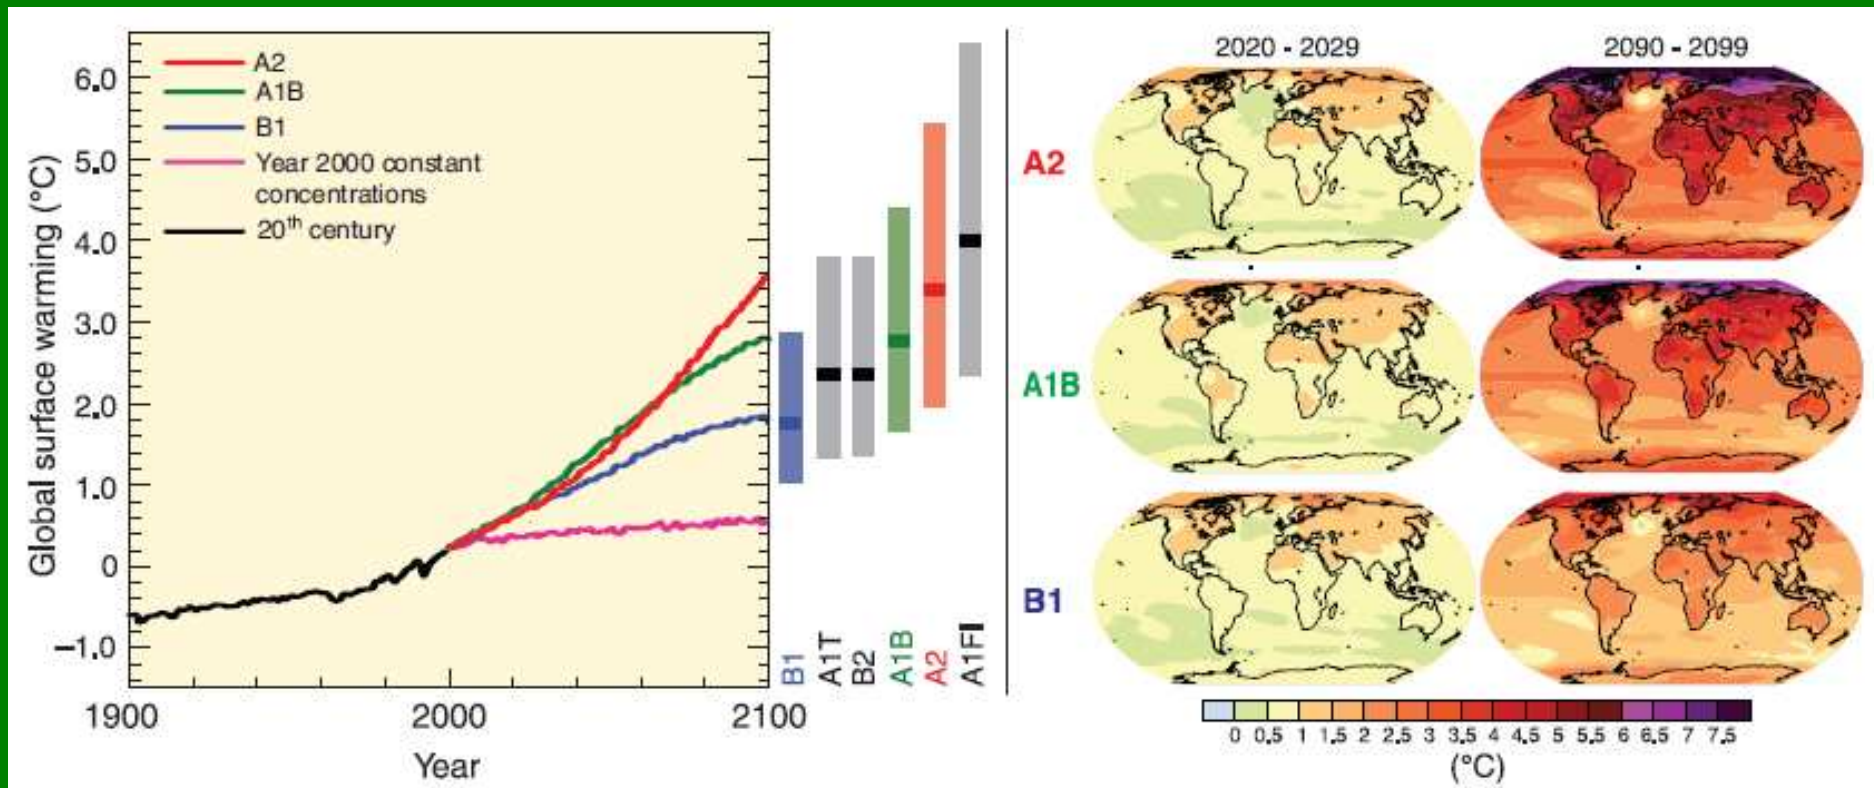 Global surface warming (°C)
6.0
5.0
4.0
3.0
2.0
1.0
0
–1.0
A2
A1B
B1
Year 2000 constant
concentrations
20th century
1900
2000
2100
Year
B1
A1T
B2
A1B
A2
A1FI
2020 - 2029
2090 - 2099
A2
A1B
B1
0 0.5 1 1.5 2 2.5 3 3.5 4 4.5 5 5.5 6 6.5 7 7.5
(°C)